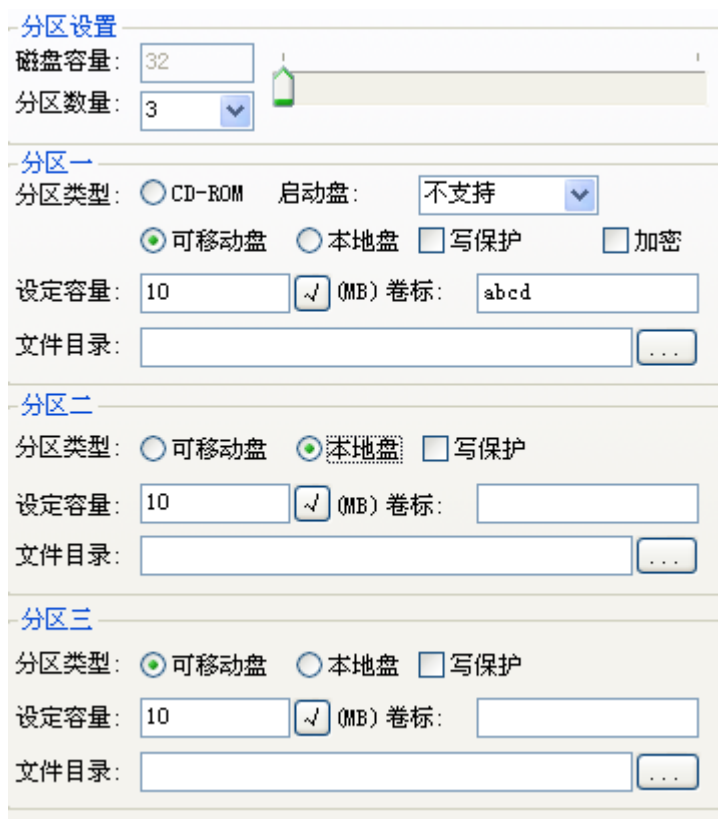 分区设置
磁盘容量: 32
分区数量: 3
分区一
分区类型: CD-ROM 启动盘: 不支持
可移动盘 本地盘 写保护 加密
设定容量: 10 √ (MB) 卷标: abcd
文件目录: ...
分区二
分区类型: 可移动盘 本地盘 写保护
设定容量: 10 √ (MB) 卷标:
文件目录: ...
分区三
分区类型: 可移动盘 本地盘 写保护
设定容量: 10 √ (MB) 卷标:
文件目录: ...